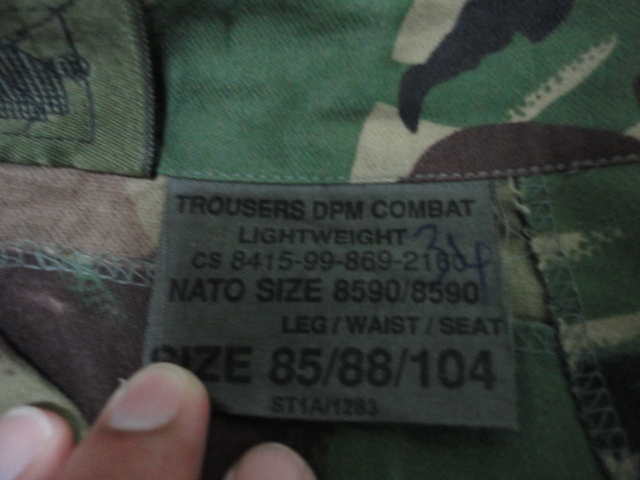 TROUSERS DPM COMBAT
LIGHTWEIGHT
CS 8415-99-869-2160
34
NATO SIZE 8590/8590
LEG / WAIST / SEAT
SIZE 85/88/104
ST1A/1283